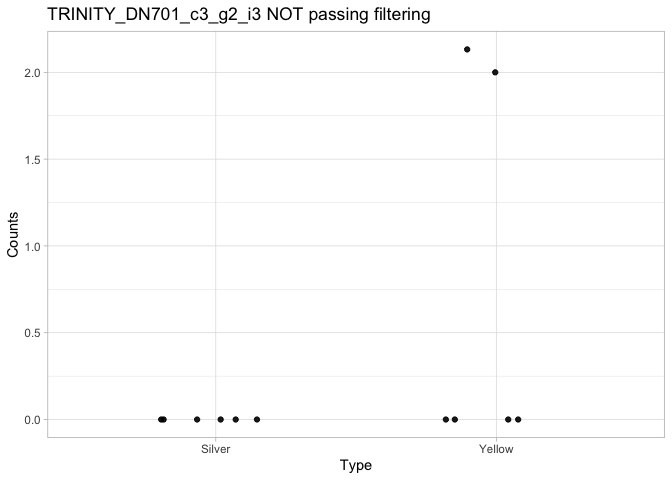 TRINITY_DN701_c3_g2_i3 NOT passing filtering
2.0
1.5
1.0
0.5
0.0
Counts
Silver Yellow
Type